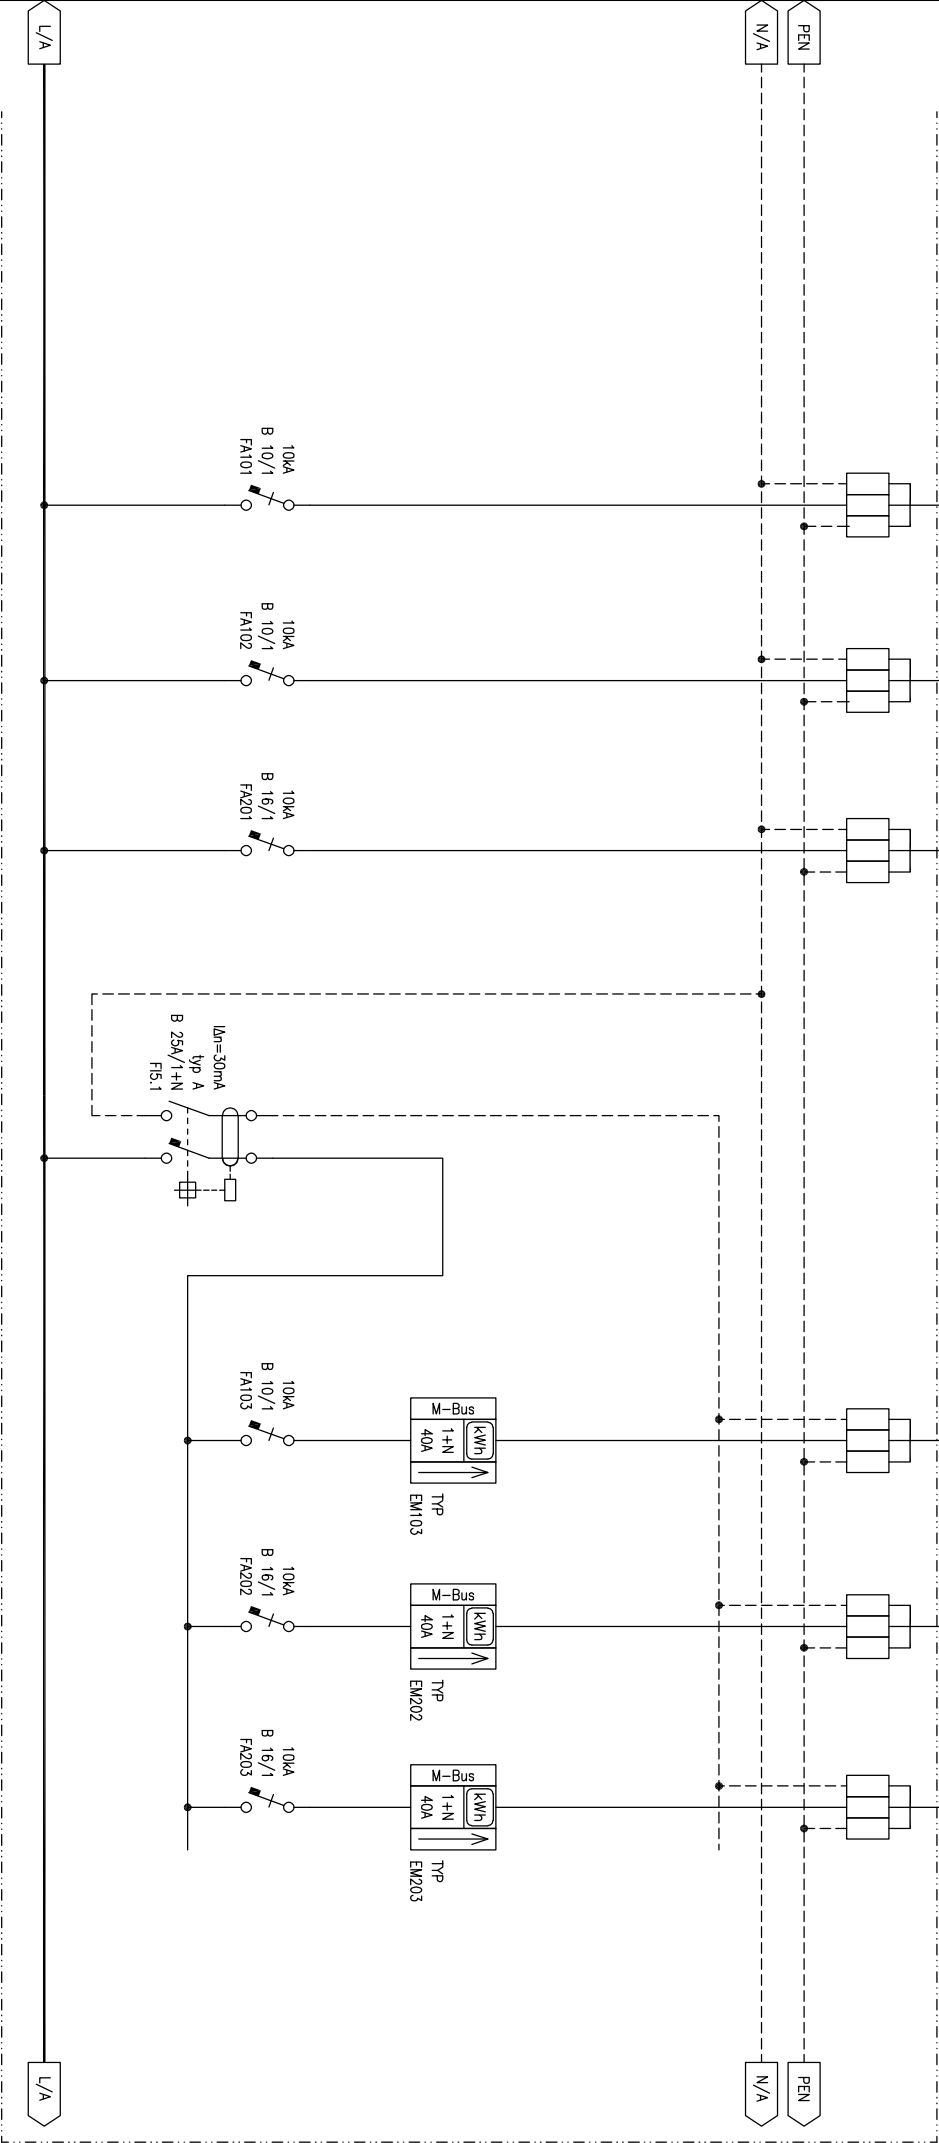 L/A
N/A
PEN
10kA
B 10/1
FA101
10kA
B 10/1
FA102
10kA
B 16/1
FA201
IΔn=30mA
typ A
B 25A/1+N
FI5.1
10kA
B 10/1
FA103
M-Bus
kWh
1+N
40A
TYP
EM103
10kA
B 16/1
FA202
M-Bus
kWh
1+N
40A
TYP
EM202
10kA
B 16/1
FA203
M-Bus
kWh
1+N
40A
TYP
EM203
L/A
N/A
PEN